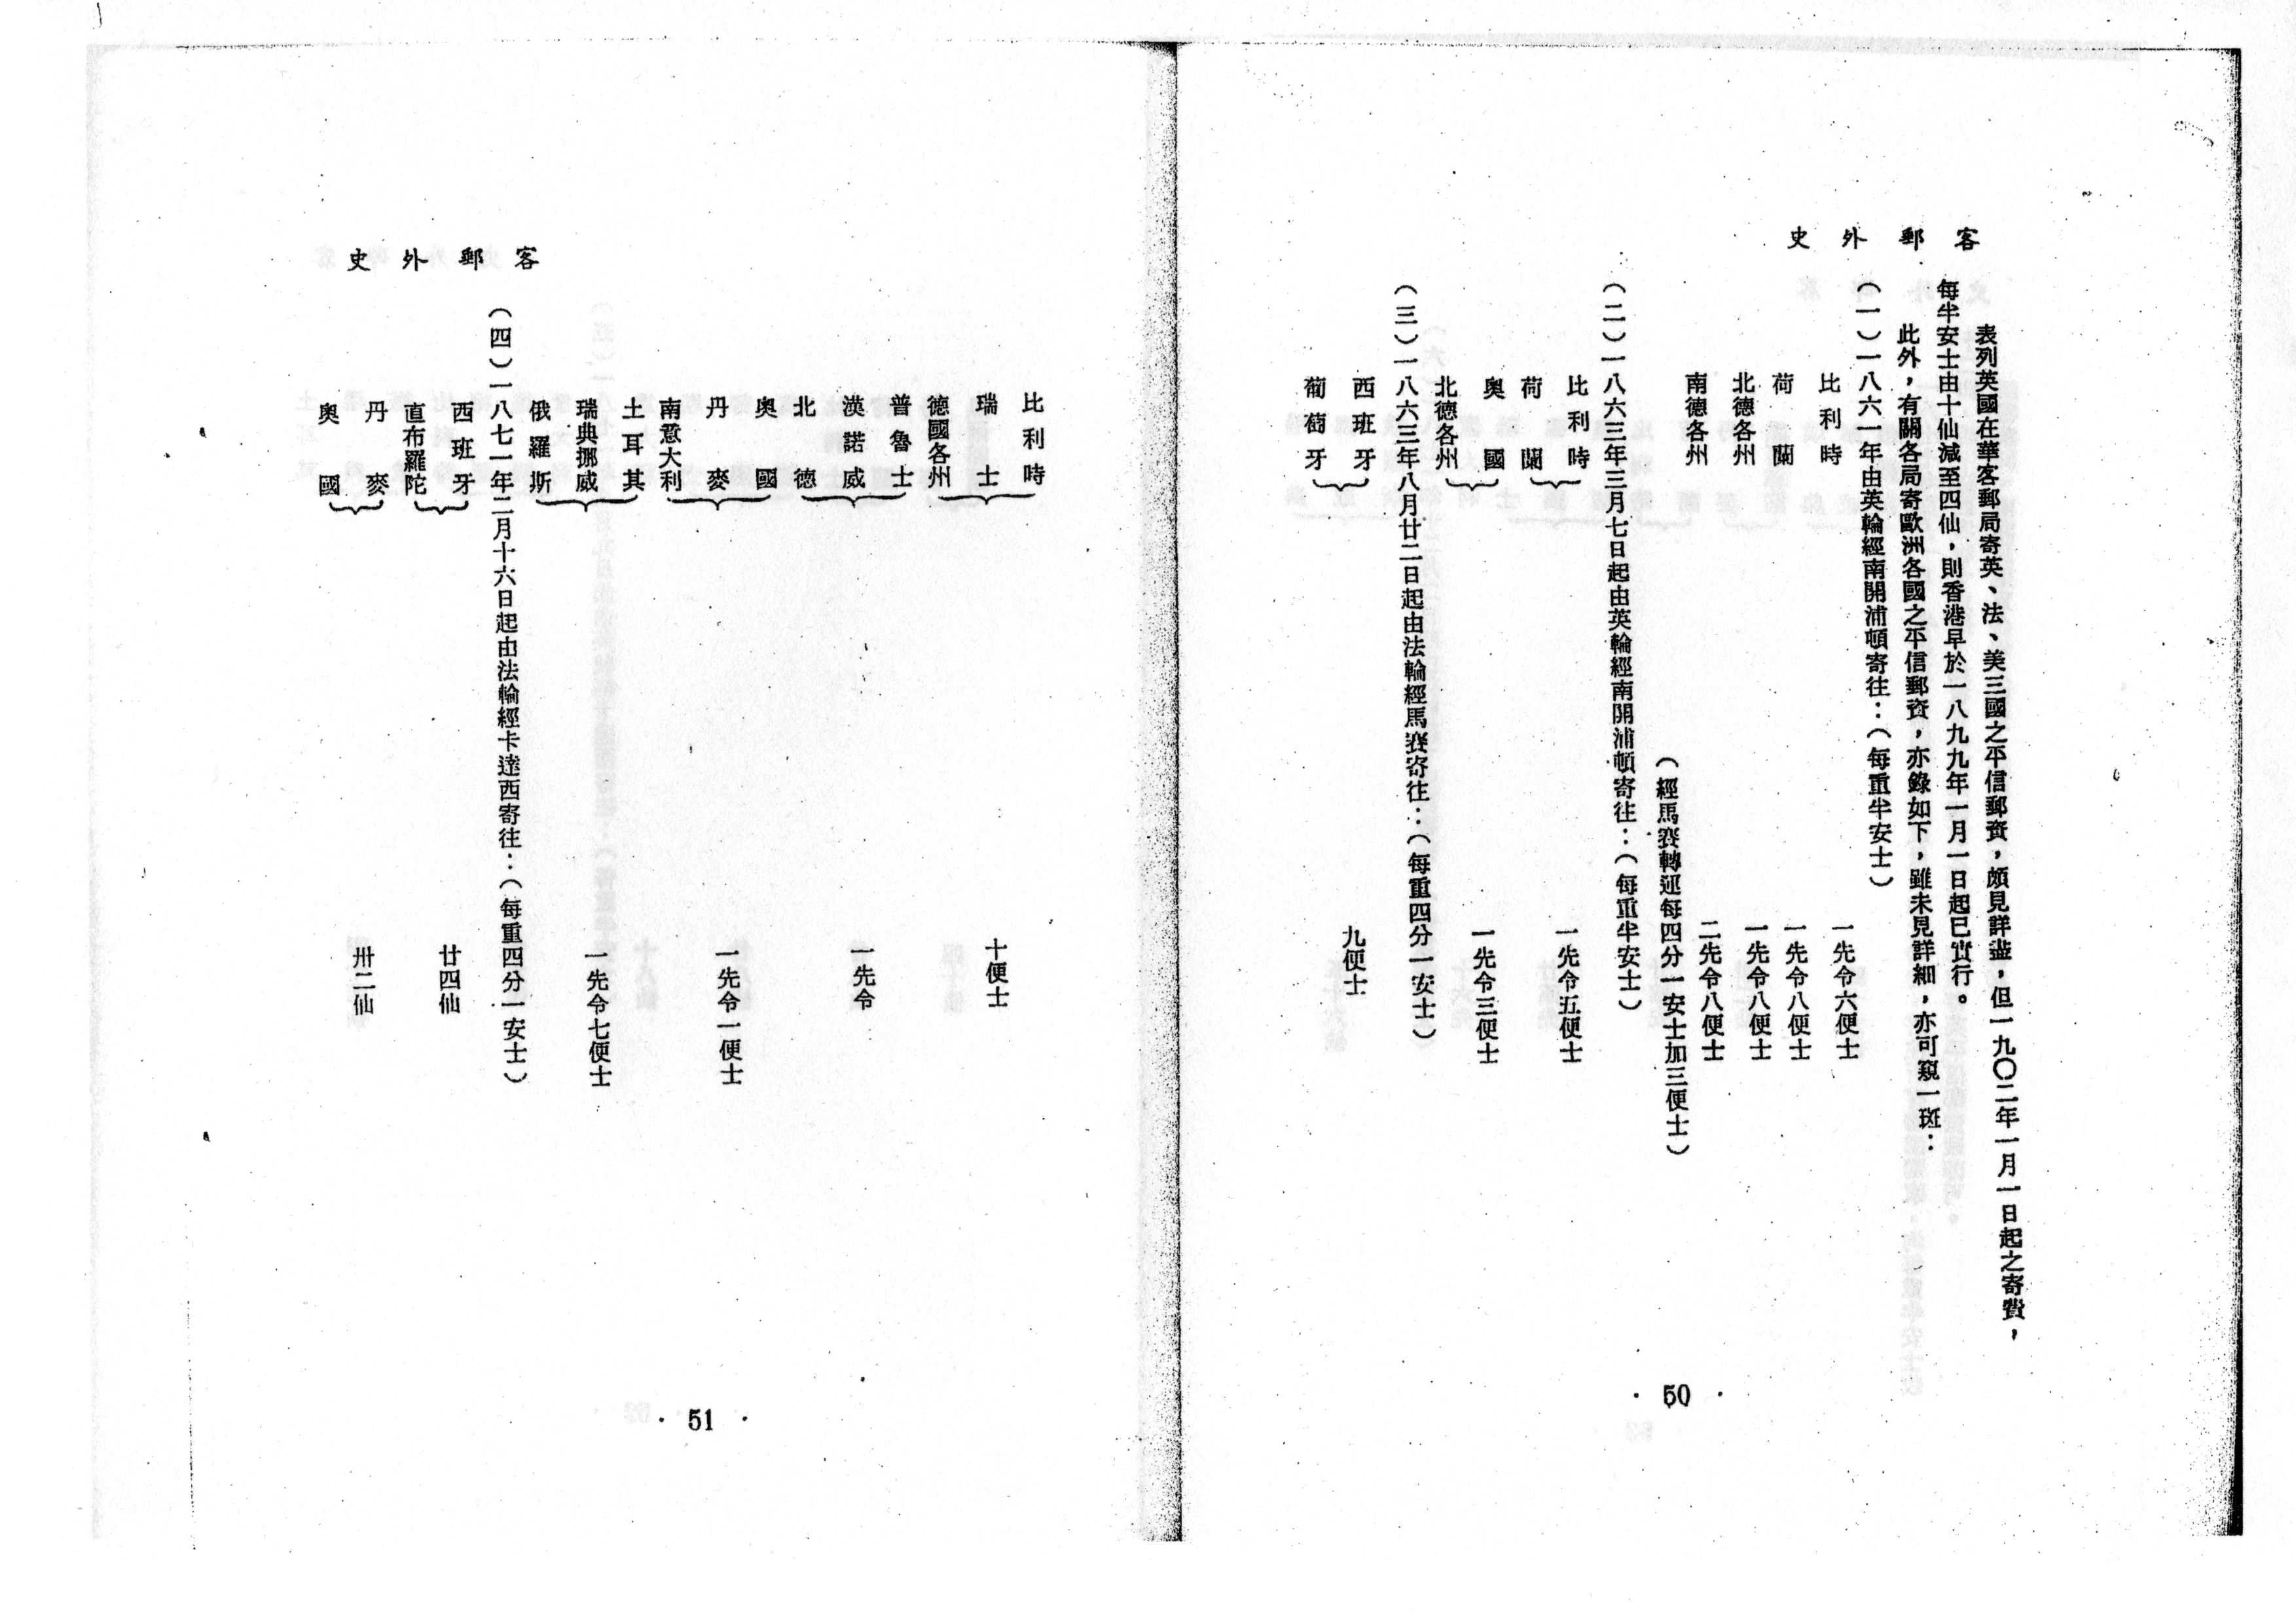 客郵外史
表列英國在華客郵局寄英、法、美三國之平信郵資，頗見詳盡，但一九〇二年一月一日起之寄費，
每半安士由十仙減至四仙，則香港早於一八九九年一月一日起已實行。
此外，有關各局寄歐洲各國之平信郵資，亦錄如下，雖未見詳細，亦可窺一斑：
（一）一八六一年由英輪經南開浦頓寄往：（每重半安士）
比利時 一先令六便士
荷蘭 一先令八便士
北德各州 一先令八便士
南德各州 二先令八便士
（經馬賽轉運每四分一安士加三便士）
（二）一八六三年三月七日起由英輪經南開浦頓寄往：（每重半安士）
比利時
荷蘭
一先令五便士
奧國
北德各州
一先令三便士
（三）一八六三年八月廿二日起由法輪經馬賽寄往：（每重四分一安士）
西班牙
葡萄牙
九便士
· 50 ·
客郵外史
比利時
瑞士
德國各州
十便士
普魯士
漢諾威
北德
一先令
奧國
丹麥
南意大利
一先令一便士
土耳其
瑞典挪威
俄羅斯
一先令七便士
（四）一八七一年二月十六日起由法輪經卡達西寄往：（每重四分一安士）
西班牙
直布羅陀
廿四仙
丹麥
奧國
卅二仙
· 51 ·